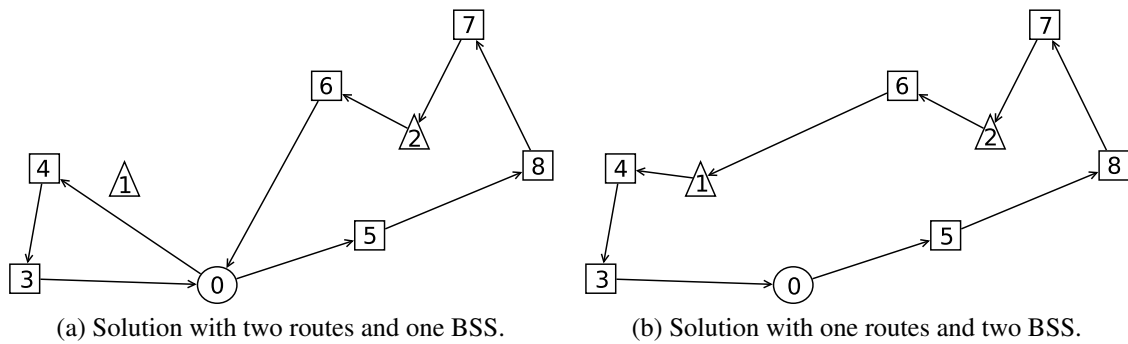 7 7
6 6
2 2
4 1 8 4 1 8
5 5
3 0 3 0
(a) Solution with two routes and one BSS. (b) Solution with one routes and two BSS.